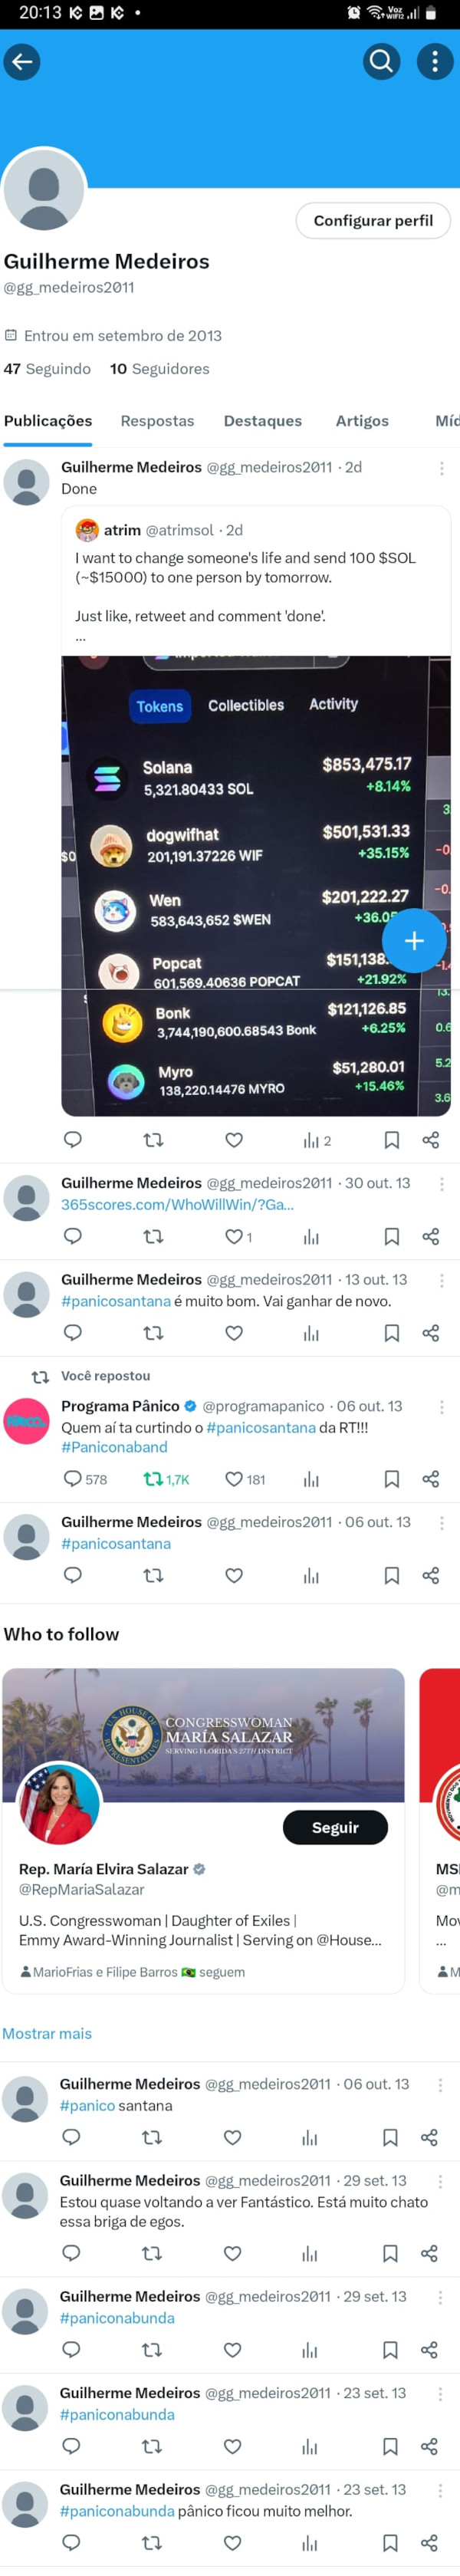 20:13
Voz
WIFI2
Configurar perfil
Guilherme Medeiros
@gg_medeiros2011
Entrou em setembro de 2013
47 Seguindo 10 Seguidores
Publicações Respostas Destaques Artigos Míd
Guilherme Medeiros @gg_medeiros2011 · 2d
Done
atrim @atrimsol · 2d
I want to change someone's life and send 100 $SOL
(~$15000) to one person by tomorrow.
Just like, retweet and comment 'done'.
...
Tokens Collectibles Activity
Solana $853,475.17
5,321.80433 SOL +8.14%
dogwifhat $501,531.33
201,191.37226 WIF +35.15%
Wen $201,222.27
583,643,652 $WEN +36.0
Popcat $151,138.
601,569.40636 POPCAT +21.92%
Bonk $121,126.85
3,744,190,600.68543 Bonk +6.25%
Myro $51,280.01
138,220.14476 MYRO +15.46%
2
Guilherme Medeiros @gg_medeiros2011 · 30 out. 13
365scores.com/WhoWillWin/?Ga...
1
Guilherme Medeiros @gg_medeiros2011 · 13 out. 13
#panicosantana é muito bom. Vai ganhar de novo.
Você repostou
Programa Pânico @programapanico · 06 out. 13
Quem aí ta curtindo o #panicosantana da RT!!!
#Paniconaband
578 1,7K 181
Guilherme Medeiros @gg_medeiros2011 · 06 out. 13
#panicosantana
Who to follow
U.S. HOUSE OF REPRESENTATIVES
CONGRESSWOMAN
MARÍA SALAZAR
SERVING FLORIDA'S 27TH DISTRICT
Seguir
Rep. María Elvira Salazar
@RepMariaSalazar
U.S. Congresswoman | Daughter of Exiles |
Emmy Award-Winning Journalist | Serving on @House...
MarioFrias e Filipe Barros seguem
MS
@m
Mov
...
M
Mostrar mais
Guilherme Medeiros @gg_medeiros2011 · 06 out. 13
#panico santana
Guilherme Medeiros @gg_medeiros2011 · 29 set. 13
Estou quase voltando a ver Fantástico. Está muito chato
essa briga de egos.
Guilherme Medeiros @gg_medeiros2011 · 29 set. 13
#paniconabunda
Guilherme Medeiros @gg_medeiros2011 · 23 set. 13
#paniconabunda
Guilherme Medeiros @gg_medeiros2011 · 23 set. 13
#paniconabunda pânico ficou muito melhor.